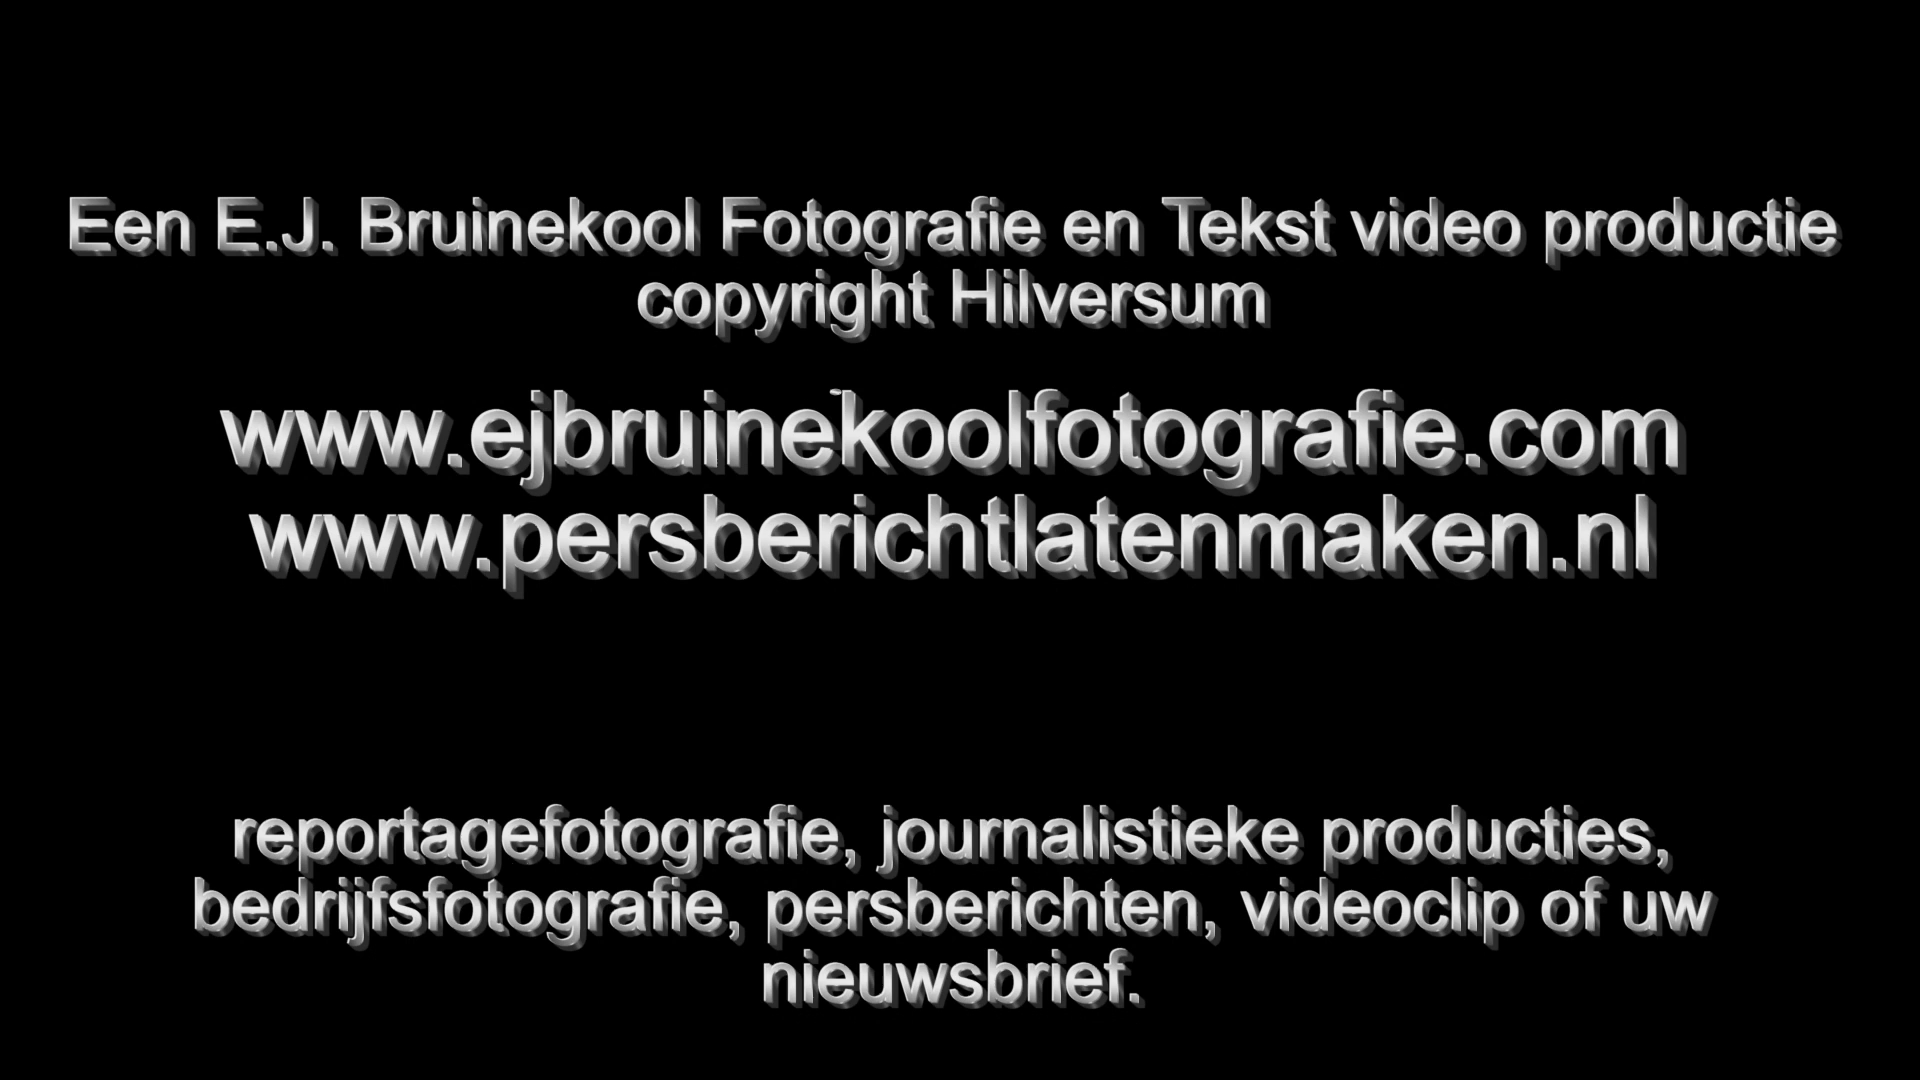 Een E.J. Bruinekool Fotografie en Tekst video productie
copyright Hilversum
www.ejbruinekoolfotografie.com
www.persberichtlatenmaken.nl
reportagefotografie, journalistieke producties,
bedrijfsfotografie, persberichten, videoclip of uw
nieuwsbrief.